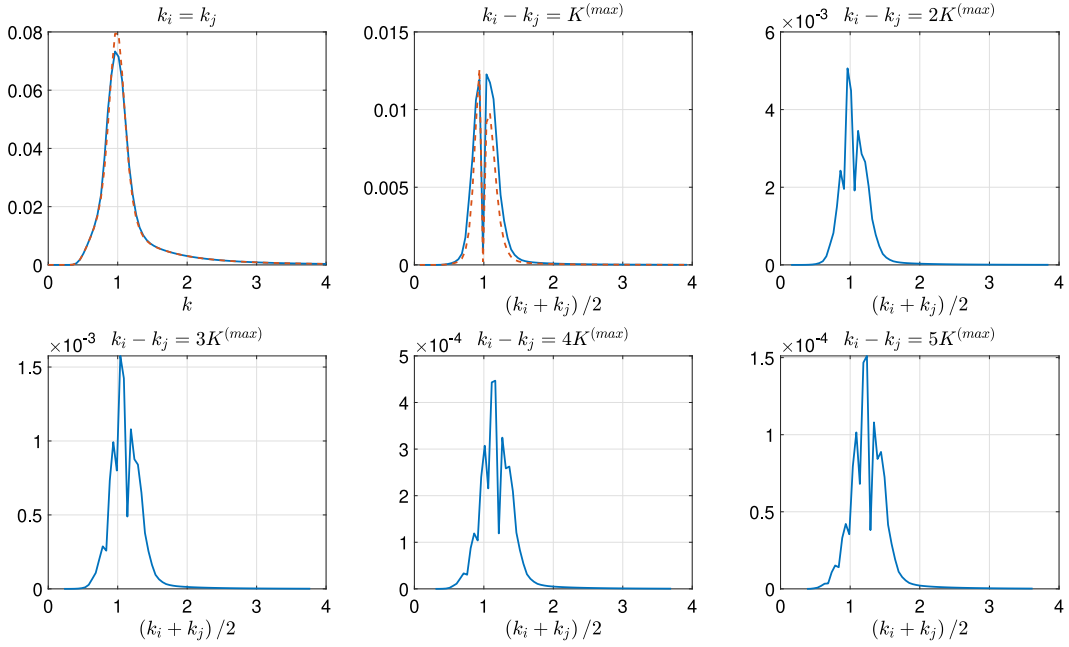 k_i = k_j
0.08
0.06
0.04
0.02
0
0 1 2 3 4
k
k_i − k_j = K^{(max)}
0.015
0.01
0.005
0
0 1 2 3 4
(k_i + k_j) /2
×10^{-3} k_i − k_j = 2K^{(max)}
6
4
2
0
0 1 2 3 4
(k_i + k_j) /2
×10^{-3} k_i − k_j = 3K^{(max)}
1.5
1
0.5
0
0 1 2 3 4
(k_i + k_j) /2
×10^{-4} k_i − k_j = 4K^{(max)}
5
4
3
2
1
0
0 1 2 3 4
(k_i + k_j) /2
×10^{-4} k_i − k_j = 5K^{(max)}
1.5
1
0.5
0
0 1 2 3 4
(k_i + k_j) /2